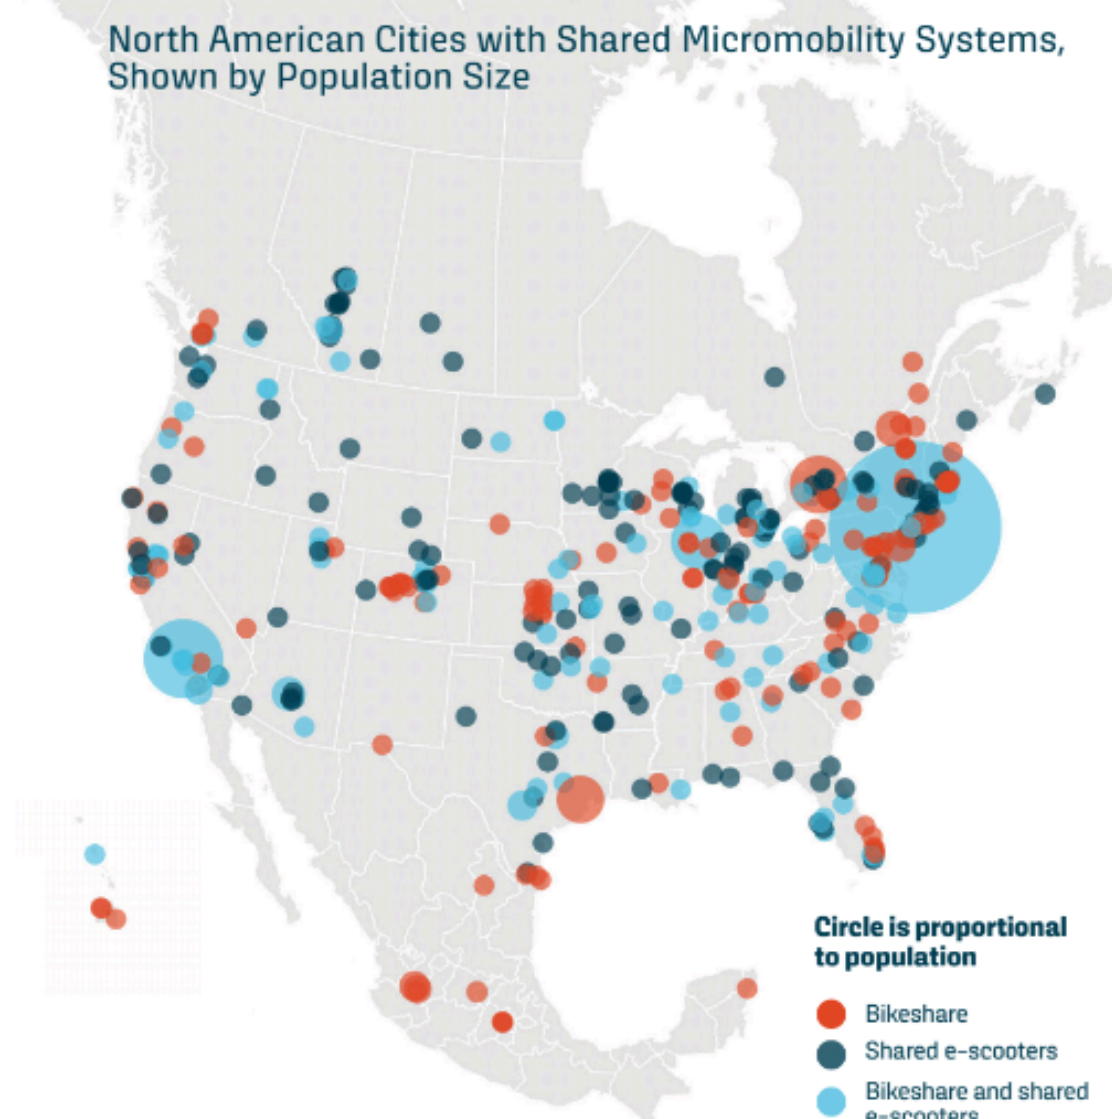 North American Cities with Shared Micromobility Systems,
Shown by Population Size
Circle is proportional
to population
Bikeshare
Shared e-scooters
Bikeshare and shared
e-scooters